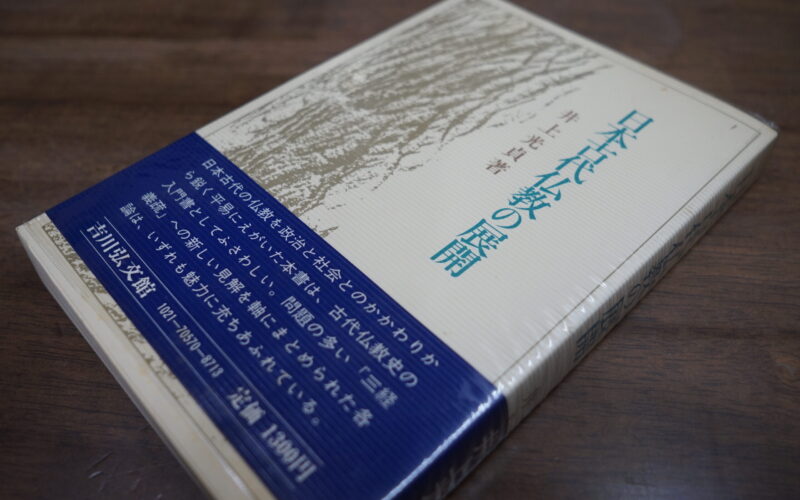 日本古代仏教の展開
井上光貞著
日本古代の仏教を政治と社会とのかかわりか
ら鋭く平易にえがいた本書は、古代仏教史の
入門書としてふさわしい。問題の多い「三経
義疏」への新しい見解を軸にまとめられた各
論は、いずれも魅力に充ちあふれている。
吉川弘文館
1021—70570—8713
定価 1300円